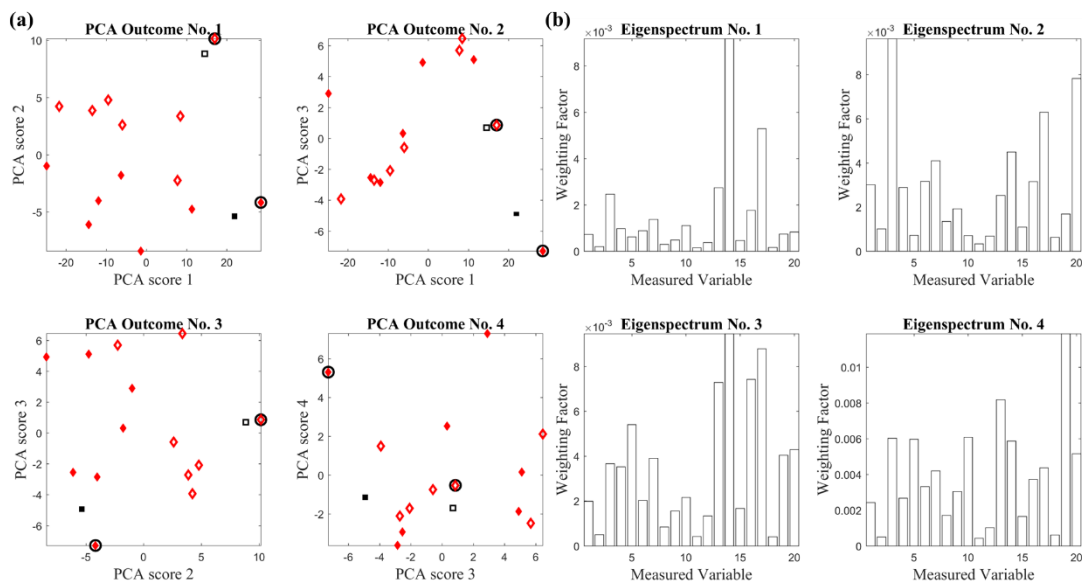 (a)
PCA Outcome No. 1
PCA score 2
10
5
0
-5
-20 -10 0 10 20
PCA score 1
PCA Outcome No. 2
PCA score 3
6
4
2
0
-2
-4
-6
-20 -10 0 10 20
PCA score 1
(b)
Eigenspectrum No. 1
×10⁻³
Weighting Factor
8
6
4
2
0
5 10 15 20
Measured Variable
Eigenspectrum No. 2
×10⁻³
Weighting Factor
8
6
4
2
0
5 10 15 20
Measured Variable
PCA Outcome No. 3
PCA score 3
6
4
2
0
-2
-4
-6
-5 0 5 10
PCA score 2
PCA Outcome No. 4
PCA score 4
6
4
2
0
-2
-6 -4 -2 0 2 4 6
PCA score 3
Eigenspectrum No. 3
×10⁻³
Weighting Factor
8
6
4
2
0
5 10 15 20
Measured Variable
Eigenspectrum No. 4
Weighting Factor
0.01
0.008
0.006
0.004
0.002
0
5 10 15 20
Measured Variable